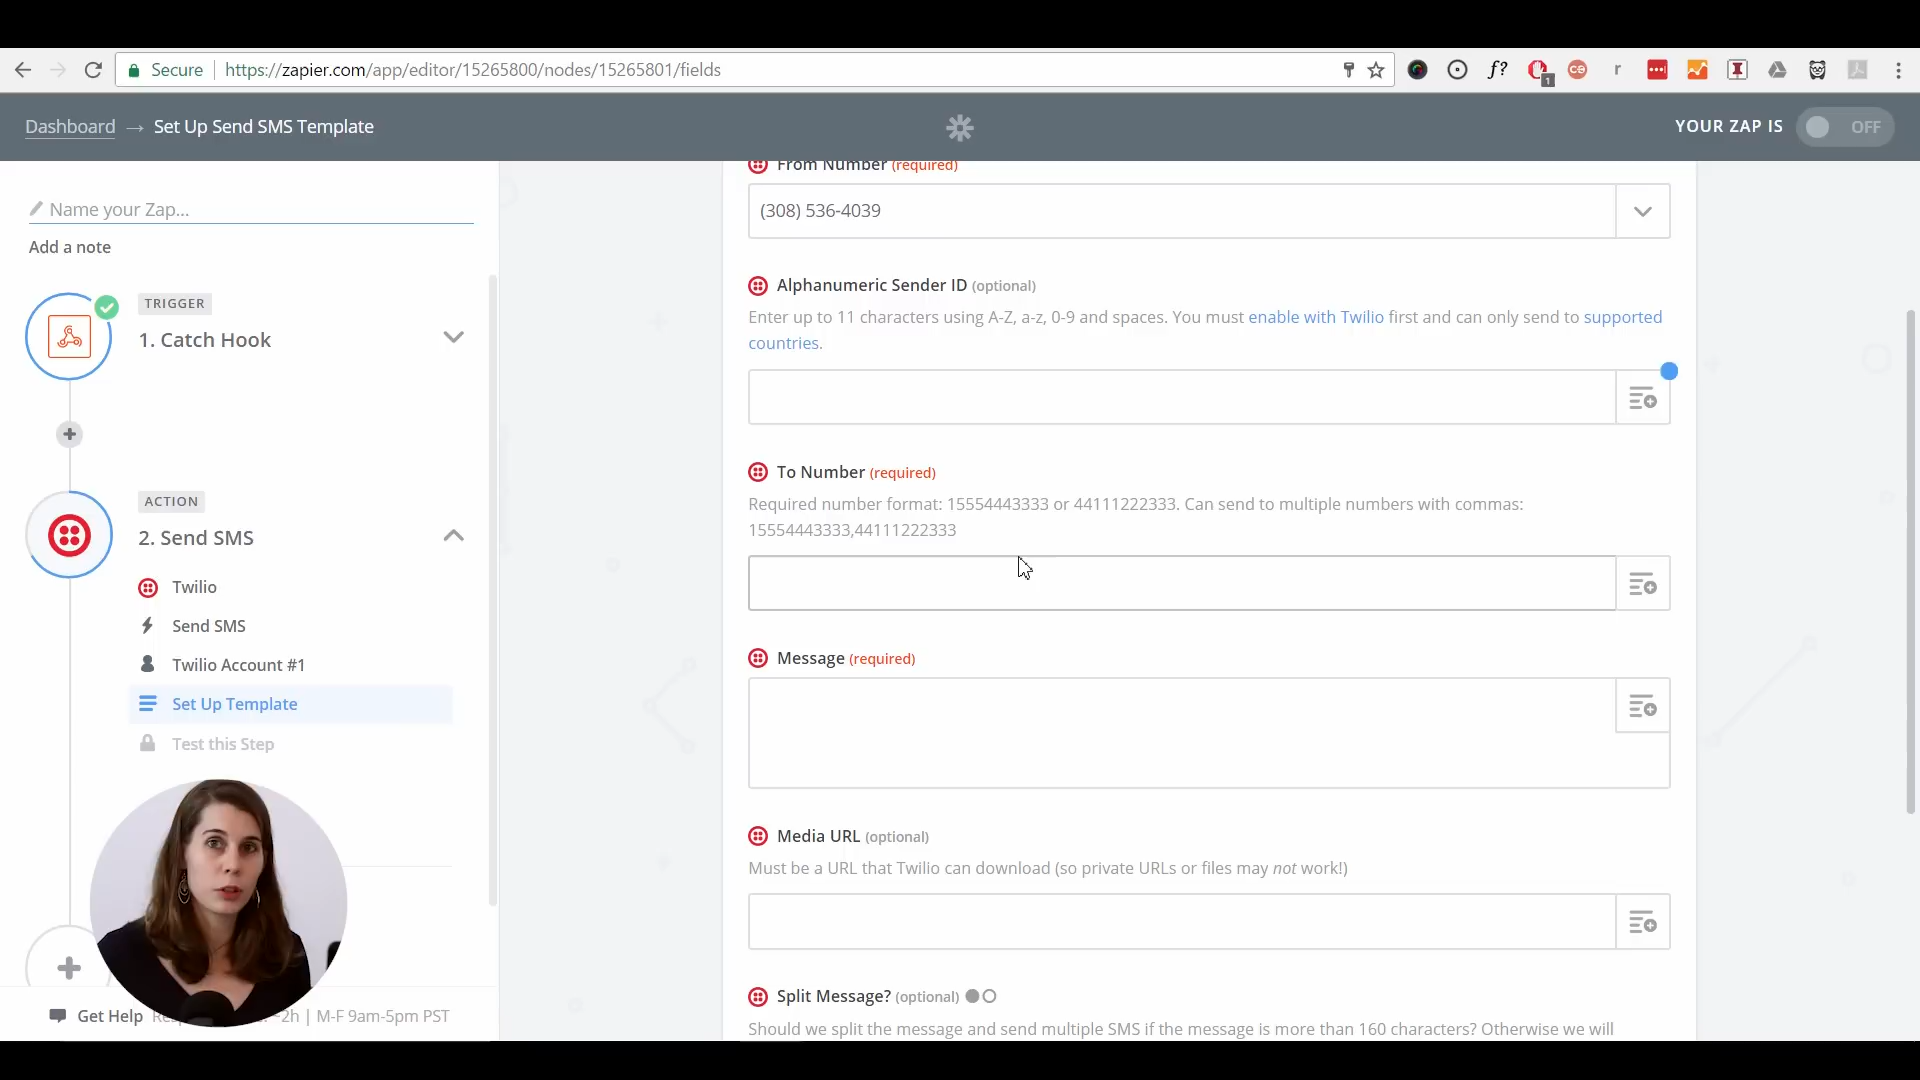 Secure
https://zapier.com/app/editor/15265800/nodes/15265801/fields
f?
1
r
Dashboard → Set Up Send SMS Template
YOUR ZAP IS
OFF
Name your Zap...
Add a note
TRIGGER
1. Catch Hook
ACTION
2. Send SMS
Twilio
Send SMS
Twilio Account #1
Set Up Template
Test this Step
Get Help
~2h | M-F 9am-5pm PST
From Number (required)
(308) 536-4039
Alphanumeric Sender ID (optional)
Enter up to 11 characters using A-Z, a-z, 0-9 and spaces. You must enable with Twilio first and can only send to supported
countries.
To Number (required)
Required number format: 15554443333 or 44111222333. Can send to multiple numbers with commas:
15554443333,44111222333
Message (required)
Media URL (optional)
Must be a URL that Twilio can download (so private URLs or files may not work!)
Split Message? (optional)
Should we split the message and send multiple SMS if the message is more than 160 characters? Otherwise we will